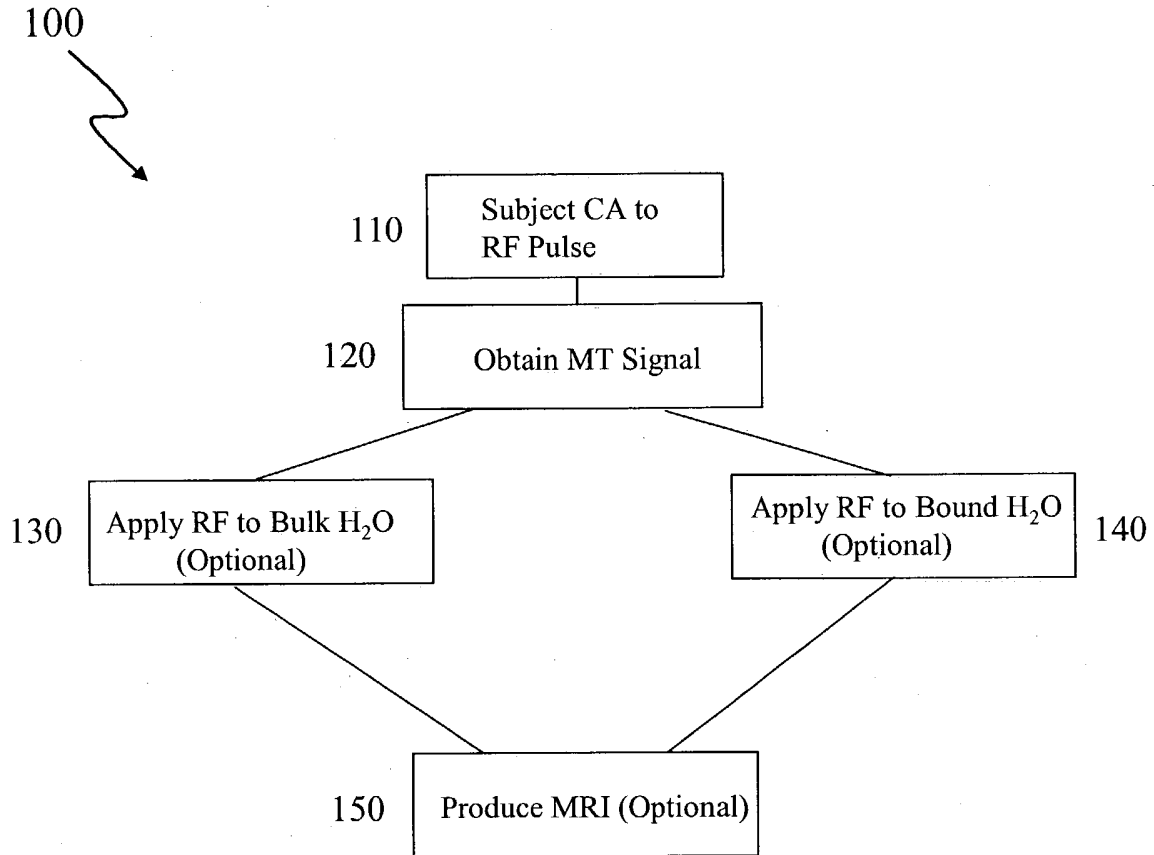 100
110
Subject CA to
RF Pulse
120
Obtain MT Signal
130
Apply RF to Bulk H₂O
(Optional)
Apply RF to Bound H₂O
(Optional)
140
150
Produce MRI (Optional)